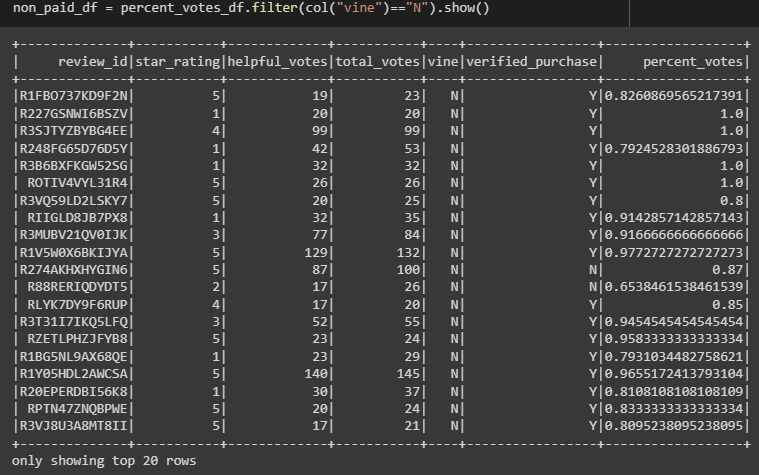 non_paid_df = percent_votes_df.filter(col("vine")=="N").show()
+--------------+-----------+-------------+-----------+----+-----------------+------------------+
|     review_id|star_rating|helpful_votes|total_votes|vine|verified_purchase|     percent_votes|
+--------------+-----------+-------------+-----------+----+-----------------+------------------+
|R1FBO737KD9F2N|          5|           19|         23|   N|                Y|0.8260869565217391|
|R227GSNWI6BSZV|          1|           20|         20|   N|                Y|               1.0|
|R3SJTYZBYBG4EE|          4|           99|         99|   N|                Y|               1.0|
|R248FG65D76D5Y|          1|           42|         53|   N|                Y|0.7924528301886793|
|R3B6BXFKGW52SG|          1|           32|         32|   N|                Y|               1.0|
| ROTIV4VYL31R4|          5|           26|         26|   N|                Y|               1.0|
|R3VQ59LD2LSKY7|          5|           20|         25|   N|                Y|               0.8|
| RIIGLD8JB7PX8|          1|           32|         35|   N|                Y|0.9142857142857143|
|R3MUBV21QV0IJK|          3|           77|         84|   N|                Y|0.9166666666666666|
|R1V5W0X6BKIJYA|          5|          129|        132|   N|                Y|0.9772727272727273|
|R274AKHXHYGIN6|          5|           87|        100|   N|                N|              0.87|
| R88RERIQDYDT5|          2|           17|         26|   N|                N|0.6538461538461539|
| RLYK7DY9F6RUP|          4|           17|         20|   N|                Y|              0.85|
|R3T31I7IKQ5LFQ|          3|           52|         55|   N|                Y|0.9454545454545454|
| RZETLPHZJFYB8|          5|           23|         24|   N|                Y|0.9583333333333334|
|R1BG5NL9AX68QE|          1|           23|         29|   N|                Y|0.7931034482758621|
|R1Y05HDL2AWCSA|          5|          140|        145|   N|                Y|0.9655172413793104|
|R20EPERDBI56K8|          1|           30|         37|   N|                Y|0.8108108108108109|
| RPTN47ZNQBPWE|          5|           20|         24|   N|                Y|0.8333333333333334|
|R3VJ8U3A8MT8II|          5|           17|         21|   N|                Y|0.8095238095238095|
+--------------+-----------+-------------+-----------+----+-----------------+------------------+
only showing top 20 rows